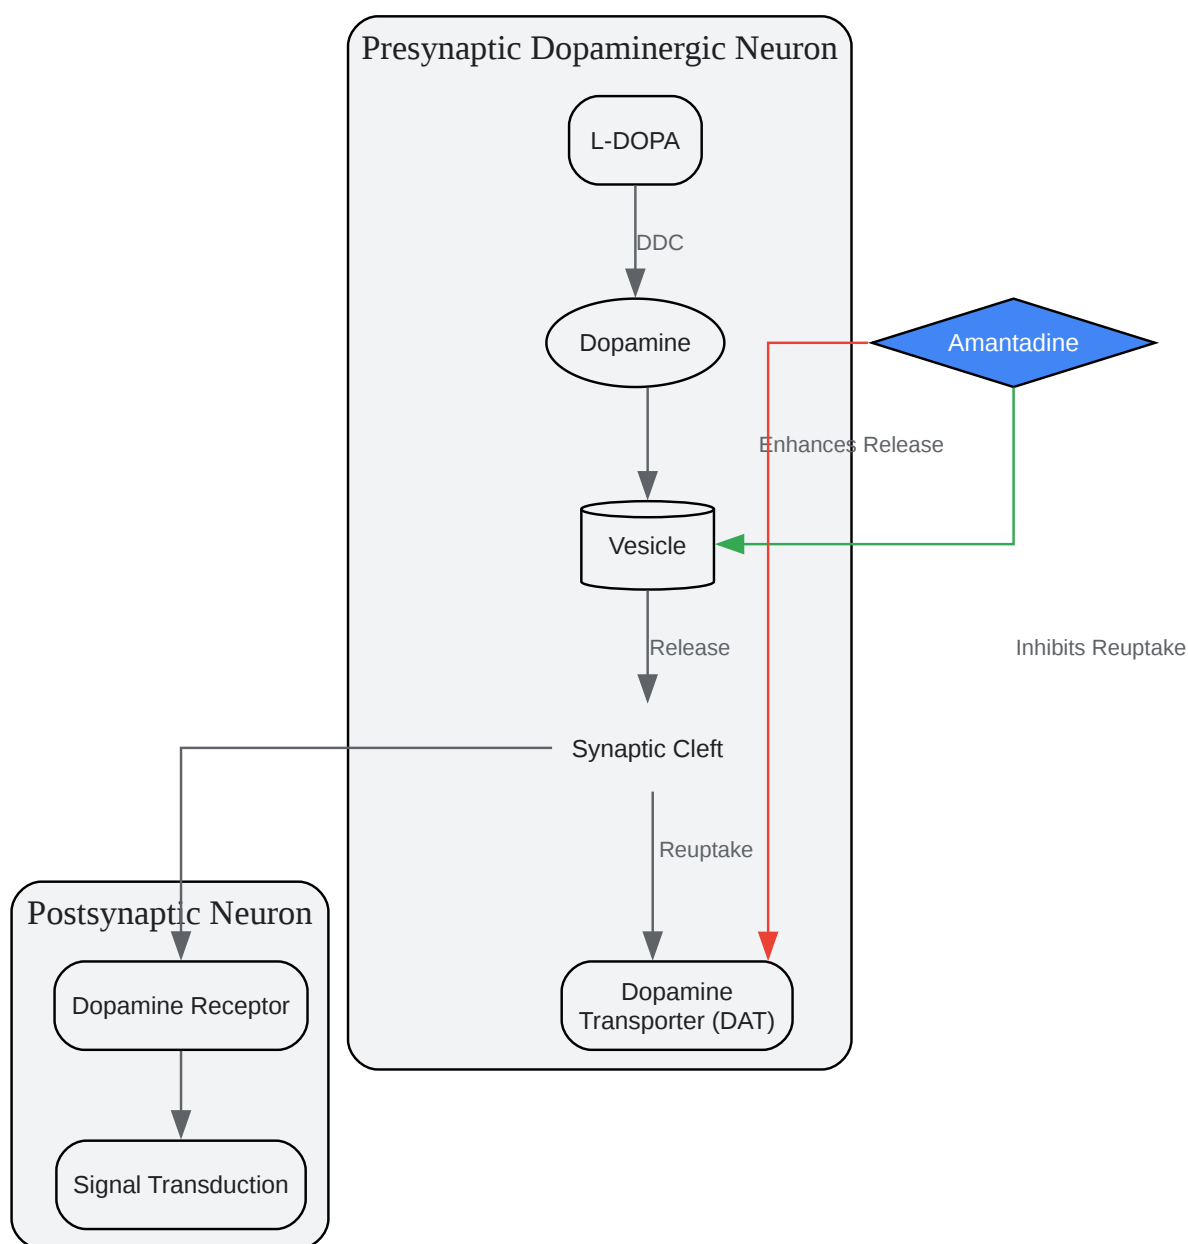 Presynaptic Dopaminergic Neuron
L-DOPA
DDC
Dopamine
Amantadine
Enhances Release
Vesicle
Release
Inhibits Reuptake
Synaptic Cleft
Reuptake
Postsynaptic Neuron
Dopamine Receptor
Dopamine
Transporter (DAT)
Signal Transduction